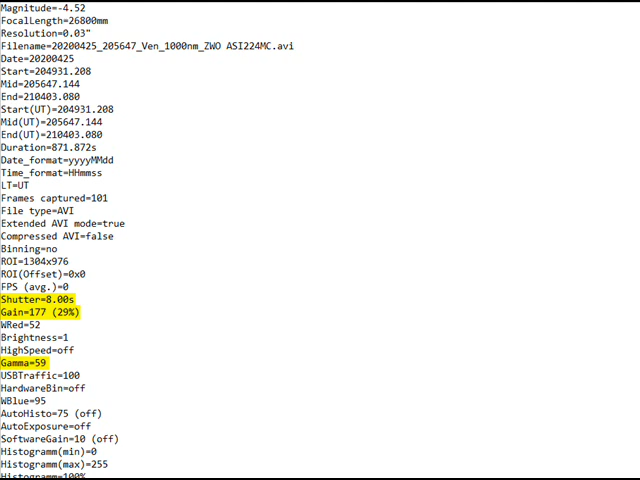 Magnitude=-4.52
FocalLength=26800mm
Resolution=0.03"
Filename=20200425_205647_Ven_1000nm_ZWO ASI224MC.avi
Date=20200425
Start=204931.208
Mid=205647.144
End=210403.080
Start(UT)=204931.208
Mid(UT)=205647.144
End(UT)=210403.080
Duration=871.872s
Date_format=yyyyMMdd
Time_format=HHmmss
LT=UT
Frames captured=101
File type=AVI
Extended AVI mode=true
Compressed AVI=false
Binning=no
ROI=1304x976
ROI(Offset)=0x0
FPS (avg.)=0
Shutter=8.00s
Gain=177 (29%)
WRed=52
Brightness=1
HighSpeed=off
Gamma=59
USBTraffic=100
HardwareBin=off
WBlue=95
AutoHisto=75 (off)
AutoExposure=off
SoftwareGain=10 (off)
Histogramm(min)=0
Histogramm(max)=255
Histogramm=100%